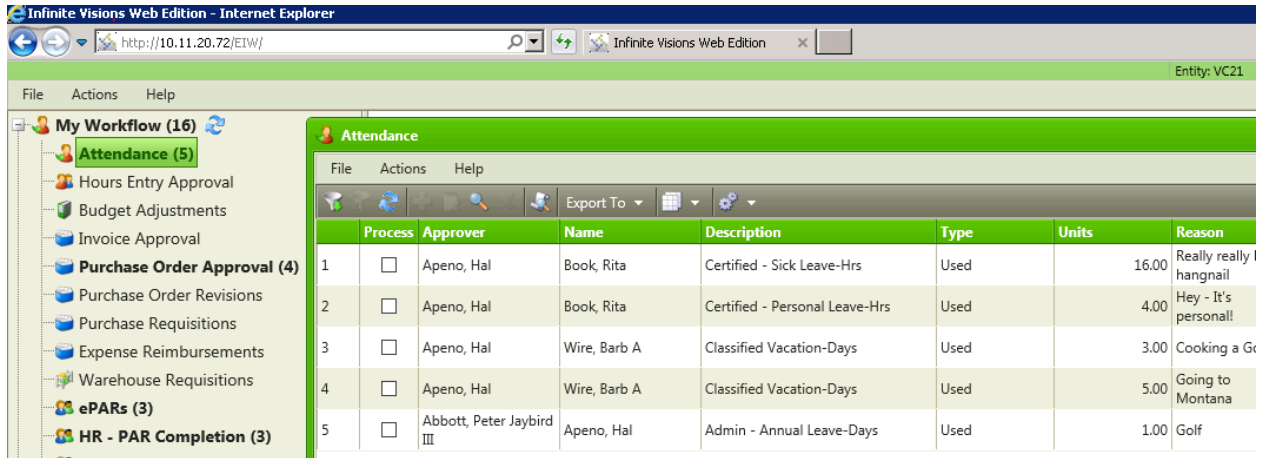 Infinite Visions Web Edition - Internet Explorer
http://10.11.20.72/EIW/
Infinite Visions Web Edition
Entity: VC21
File Actions Help
My Workflow (16)
Attendance (5)
Hours Entry Approval
Budget Adjustments
Invoice Approval
Purchase Order Approval (4)
Purchase Order Revisions
Purchase Requisitions
Expense Reimbursements
Warehouse Requisitions
ePARs (3)
HR - PAR Completion (3)
Attendance
File Actions Help
Export To
Process Approver Name Description Type Units Reason
1 Apeno, Hal Book, Rita Certified - Sick Leave-Hrs Used 16.00 Really really
hangnail
2 Apeno, Hal Book, Rita Certified - Personal Leave-Hrs Used 4.00 Hey - It's
personal!
3 Apeno, Hal Wire, Barb A Classified Vacation-Days Used 3.00 Cooking a
4 Apeno, Hal Wire, Barb A Classified Vacation-Days Used 5.00 Going to
Montana
5 Abbott, Peter Jaybird
III Apeno, Hal Admin - Annual Leave-Days Used 1.00 Golf